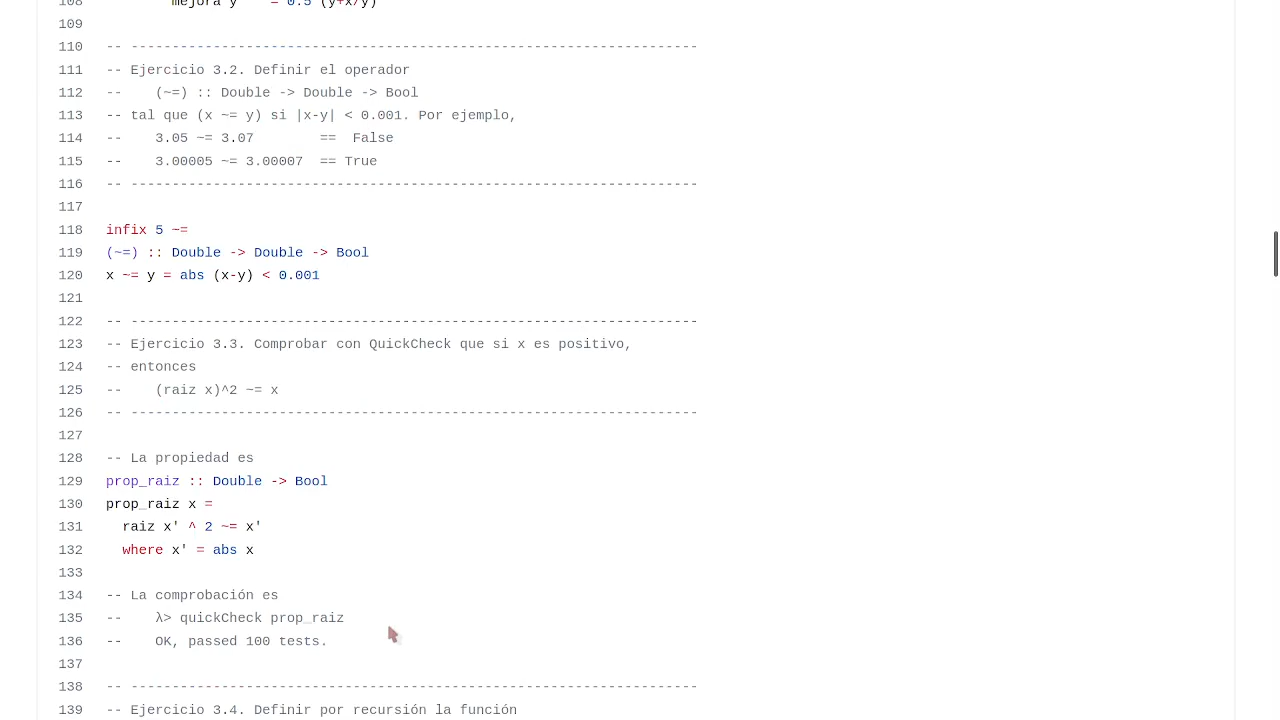 108         mejora y    = 0.5*(y+x/y)
109
110 -- ---------------------------------------------------------------------
111 -- Ejercicio 3.2. Definir el operador
112 --    (~=) :: Double -> Double -> Bool
113 -- tal que (x ~= y) si |x-y| < 0.001. Por ejemplo,
114 --    3.05 ~= 3.07        ==  False
115 --    3.00005 ~= 3.00007  == True
116 -- ---------------------------------------------------------------------
117
118 infix 5 ~=
119 (~=) :: Double -> Double -> Bool
120 x ~= y = abs (x-y) < 0.001
121
122 -- ---------------------------------------------------------------------
123 -- Ejercicio 3.3. Comprobar con QuickCheck que si x es positivo,
124 -- entonces
125 --    (raiz x)^2 ~= x
126 -- ---------------------------------------------------------------------
127
128 -- La propiedad es
129 prop_raiz :: Double -> Bool
130 prop_raiz x =
131   raiz x' ^ 2 ~= x'
132   where x' = abs x
133
134 -- La comprobación es
135 --    λ> quickCheck prop_raiz
136 --    OK, passed 100 tests.
137
138 -- ---------------------------------------------------------------------
139 -- Ejercicio 3.4. Definir por recursión la función